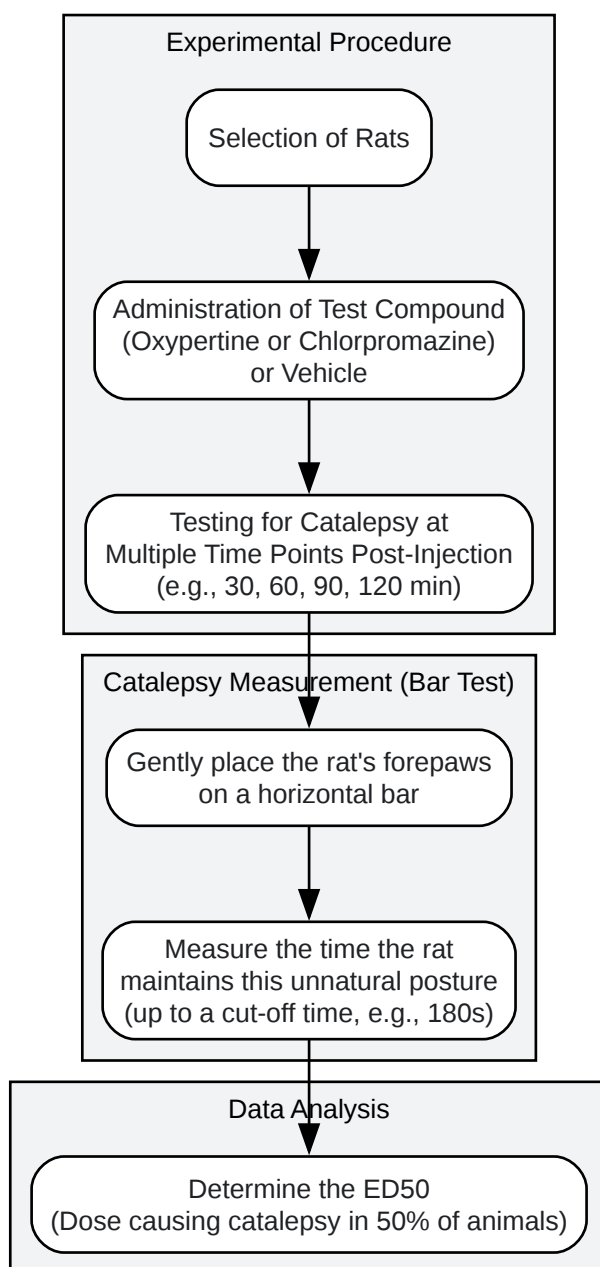 Experimental Procedure
Selection of Rats
Administration of Test Compound
(Oxypertine or Chlorpromazine)
or Vehicle
Testing for Catalepsy at
Multiple Time Points Post-Injection
(e.g., 30, 60, 90, 120 min)
Catalepsy Measurement (Bar Test)
Gently place the rat's forepaws
on a horizontal bar
Measure the time the rat
maintains this unnatural posture
(up to a cut-off time, e.g., 180s)
Data Analysis
Determine the ED50
(Dose causing catalepsy in 50% of animals)